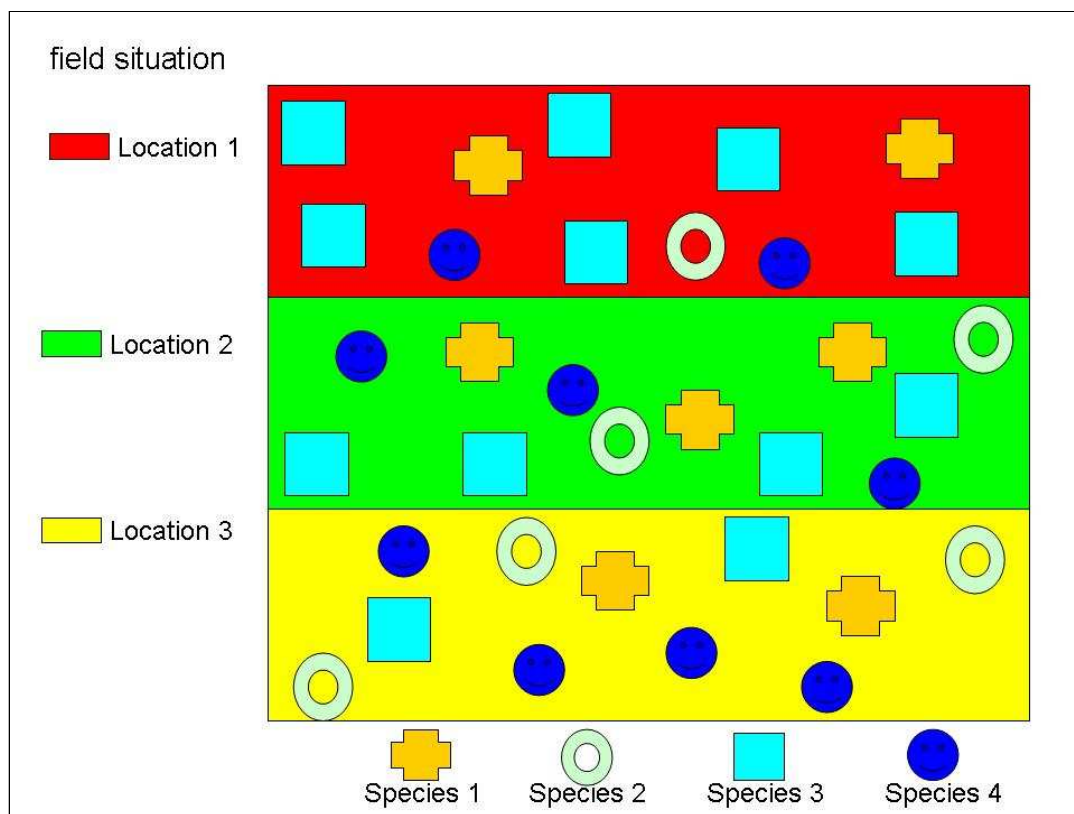 field situation
Location 1
Location 2
Location 3
Species 1
Species 2
Species 3
Species 4